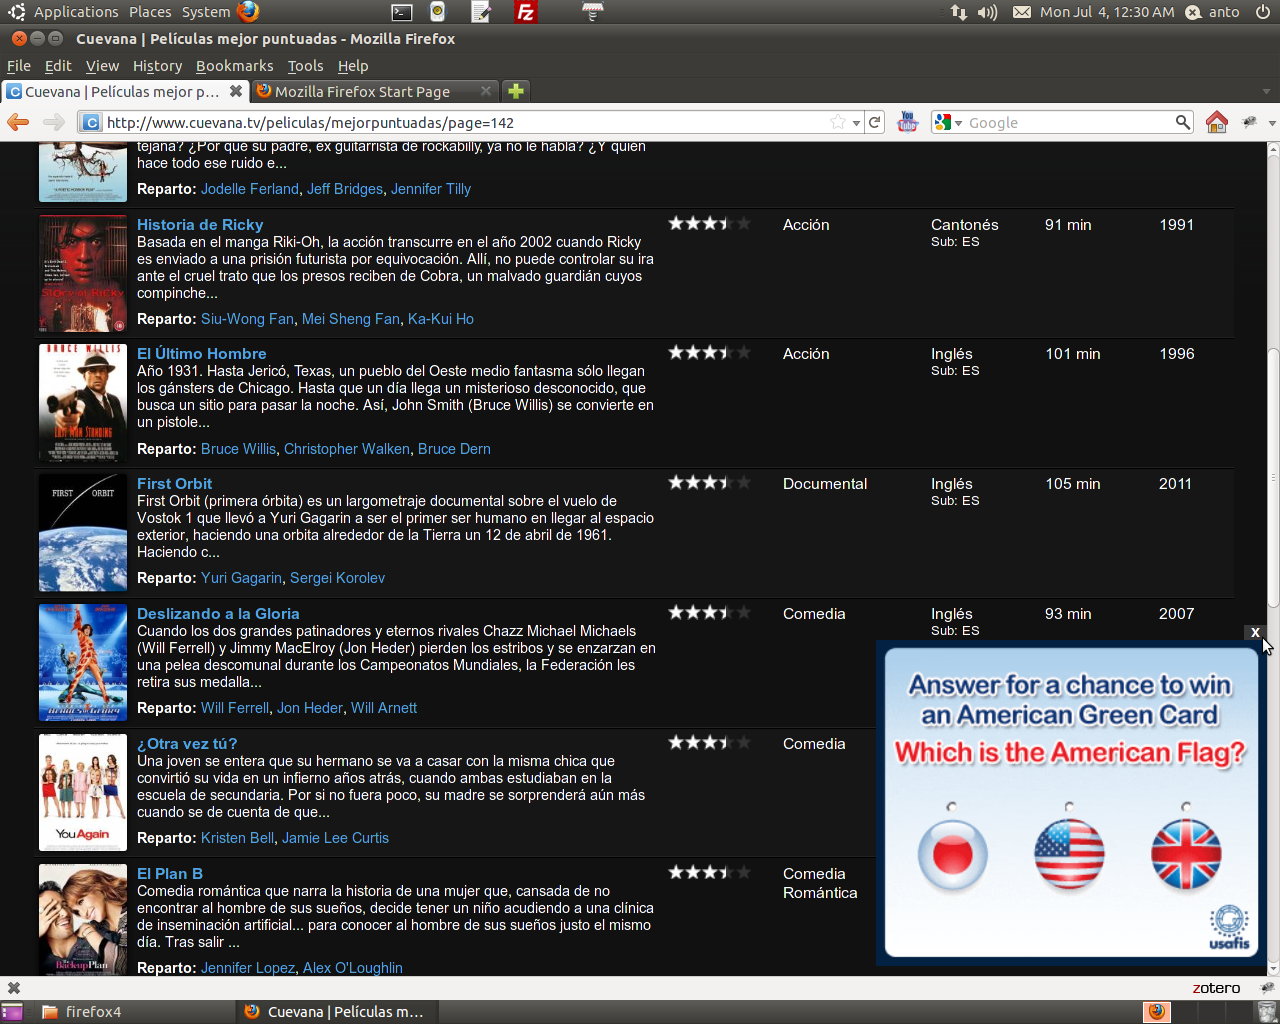 Applications Places System Mon Jul 4, 12:30 AM anto
Cuevana | Películas mejor puntuadas - Mozilla Firefox
File Edit View History Bookmarks Tools Help
Cuevana | Películas mejor p... Mozilla Firefox Start Page
http://www.cuevana.tv/peliculas/mejorpuntuadas/page=142 You Tube Google
tejana? ¿Por qué su padre, ex guitarrista de rockabilly, ya no le habla? ¿Y quien
hace todo ese ruido e...
Reparto: Jodelle Ferland, Jeff Bridges, Jennifer Tilly
Historia de Ricky Acción Cantonés 91 min 1991
Sub: ES
Basada en el manga Riki-Oh, la acción transcurre en el año 2002 cuando Ricky
es enviado a una prisión futurista por equivocación. Allí, no puede controlar su ira
ante el cruel trato que los presos reciben de Cobra, un malvado guardián cuyos
compinche...
Reparto: Siu-Wong Fan, Mei Sheng Fan, Ka-Kui Ho
Story of Ricky
El Último Hombre Acción Inglés 101 min 1996
Sub: ES
Año 1931. Hasta Jericó, Texas, un pueblo del Oeste medio fantasma sólo llegan
los gánsters de Chicago. Hasta que un día llega un misterioso desconocido, que
busca un sitio para pasar la noche. Así, John Smith (Bruce Willis) se convierte en
un pistole...
Reparto: Bruce Willis, Christopher Walken, Bruce Dern
BRUCE WILLIS
LAST MAN STANDING
First Orbit Documental Inglés 105 min 2011
Sub: ES
First Orbit (primera órbita) es un largometraje documental sobre el vuelo de
Vostok 1 que llevó a Yuri Gagarin a ser el primer ser humano en llegar al espacio
exterior, haciendo una orbita alrededor de la Tierra un 12 de abril de 1961.
Haciendo c...
Reparto: Yuri Gagarin, Sergei Korolev
FIRST ORBIT
Deslizando a la Gloria Comedia Inglés 93 min 2007
Sub: ES
Cuando los dos grandes patinadores y eternos rivales Chazz Michael Michaels
(Will Ferrell) y Jimmy MacElroy (Jon Heder) pierden los estribos y se enzarzan en
una pelea descomunal durante los Campeonatos Mundiales, la Federación les
retira sus medalla...
Reparto: Will Ferrell, Jon Heder, Will Arnett
¿Otra vez tú? Comedia
Una joven se entera que su hermano se va a casar con la misma chica que
convirtió su vida en un infierno años atrás, cuando ambas estudiaban en la
escuela de secundaria. Por si no fuera poco, su madre se sorprenderá aún más
cuando se de cuenta de que...
Reparto: Kristen Bell, Jamie Lee Curtis
You Again
El Plan B Comedia
Romántica
Comedia romántica que narra la historia de una mujer que, cansada de no
encontrar al hombre de sus sueños, decide tener un niño acudiendo a una clínica
de inseminación artificial... para conocer al hombre de sus sueños justo el mismo
día. Tras salir ...
Reparto: Jennifer Lopez, Alex O'Loughlin
The Backup Plan
X
Answer for a chance to win
an American Green Card
Which is the American Flag?
usafis
zotero
firefox4 Cuevana | Películas m...